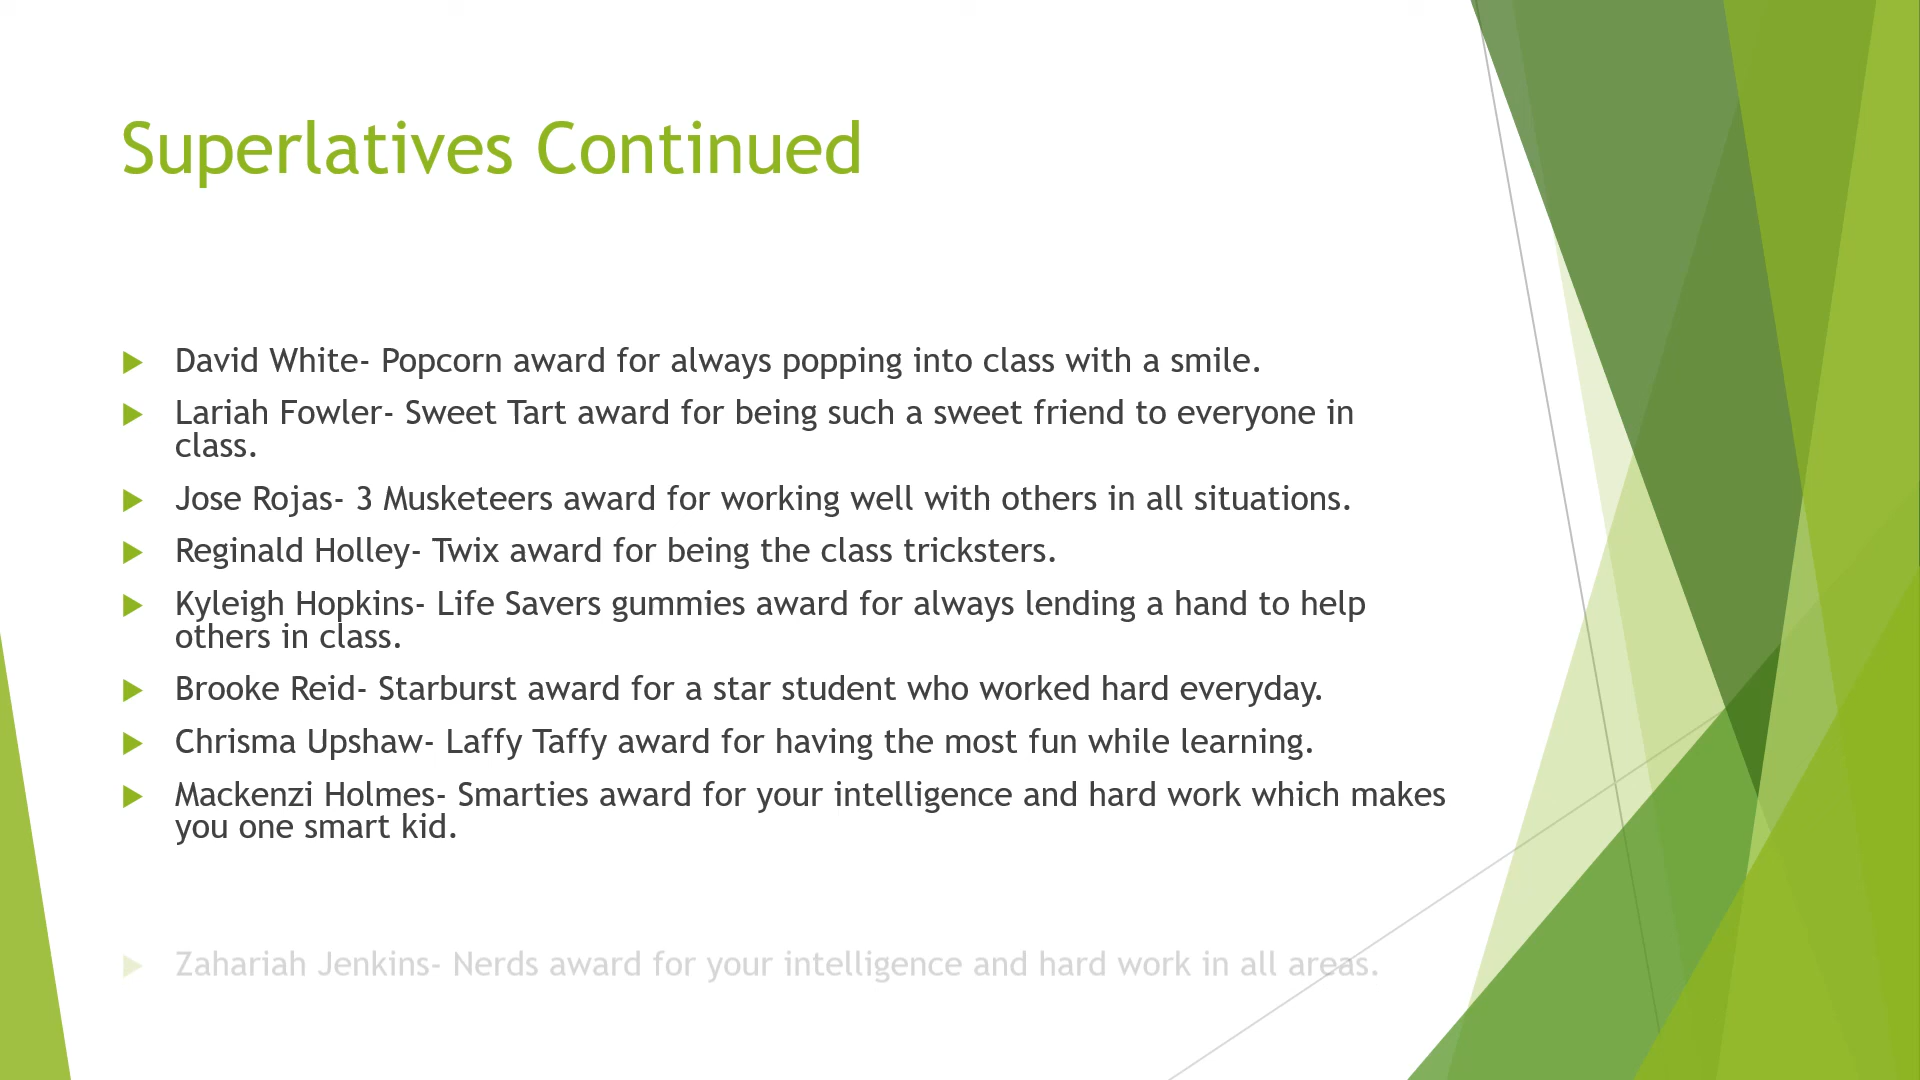 Superlatives Continued
David White- Popcorn award for always popping into class with a smile.
Lariah Fowler- Sweet Tart award for being such a sweet friend to everyone in
class.
Jose Rojas- 3 Musketeers award for working well with others in all situations.
Reginald Holley- Twix award for being the class tricksters.
Kyleigh Hopkins- Life Savers gummies award for always lending a hand to help
others in class.
Brooke Reid- Starburst award for a star student who worked hard everyday.
Chrisma Upshaw- Laffy Taffy award for having the most fun while learning.
Mackenzi Holmes- Smarties award for your intelligence and hard work which makes
you one smart kid.
Zahariah Jenkins- Nerds award for your intelligence and hard work in all areas.